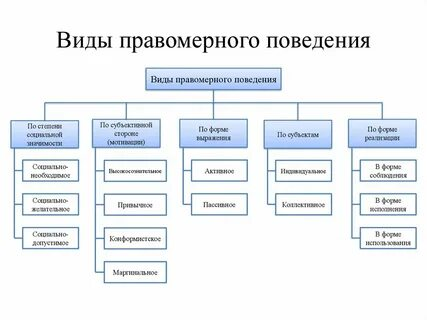 Виды правомерного поведения
Виды правомерного поведения
По степени
социальной
значимости
По субъективной
стороне
(мотивации)
По форме
выражения
По субъектам
По форме
реализации
Социально-
необходимое
Социально-
желательное
Социально-
допустимое
Высокосознательное
Привычное
Конформистское
Маргинальное
Активное
Пассивное
Индивидуальное
Коллективное
В форме
соблюдения
В форме
исполнения
В форме
использования